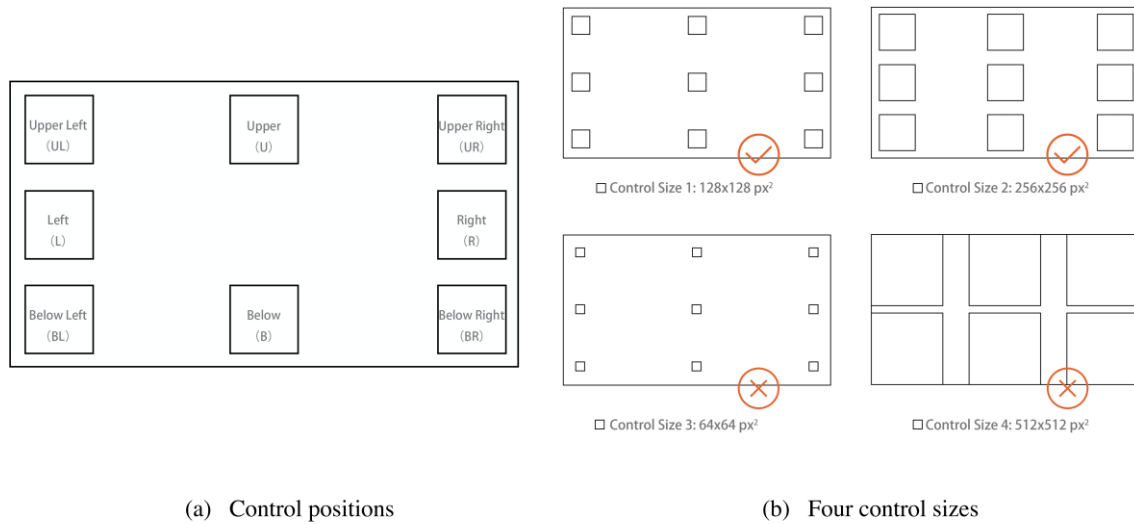 Upper Left
(UL)
Upper
(U)
Upper Right
(UR)
Left
(L)
Right
(R)
Below Left
(BL)
Below
(B)
Below Right
(BR)
(a) Control positions
Control Size 1: 128x128 px²
Control Size 2: 256x256 px²
Control Size 3: 64x64 px²
Control Size 4: 512x512 px²
(b) Four control sizes